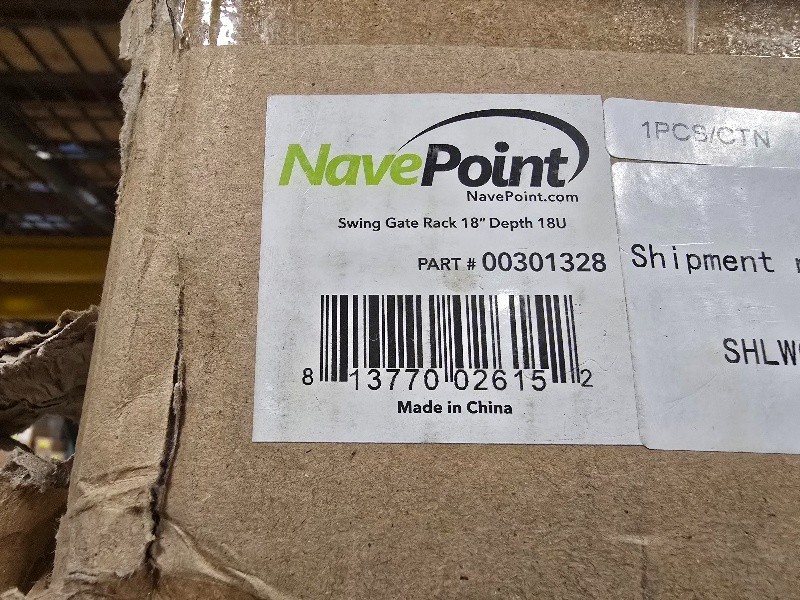 NavePoint
NavePoint.com
Swing Gate Rack 18" Depth 18U
PART # 00301328
8 13770 02615 2
Made in China
1PCS/CTN
Shipment
SHLW